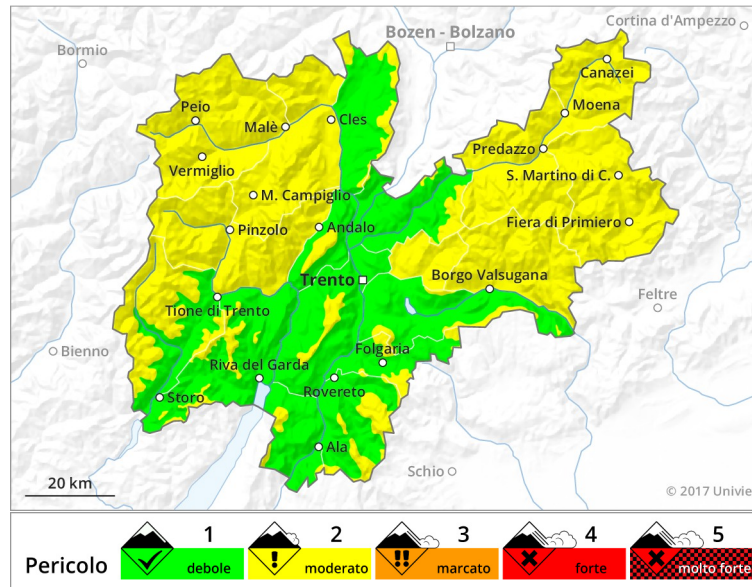 Cortina d'Ampezzo
Bozen - Bolzano
Bormio
Canazei
Peio
Moena
Malè
Cles
Predazzo
Vermiglio
S. Martino di C.
M. Campiglio
Fiera di Primiero
Pinzolo
Andalo
Borgo Valsugana
Trento
Feltre
Tione di Trento
Bienno
Folgaria
Riva del Garda
Rovereto
Storo
Ala
Schio
20 km
© 2017 Univie
1 2 3 4 5
Pericolo debole moderato marcato forte molto forte